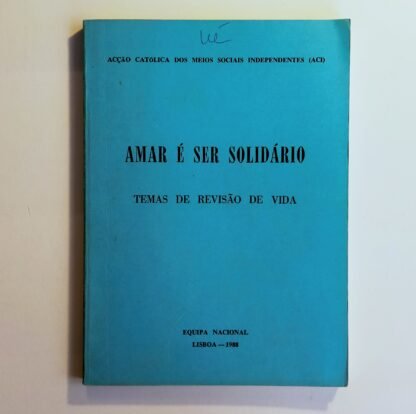 ACÇÃO CATÓLICA DOS MEIOS SOCIAIS INDEPENDENTES (ACI)
AMAR É SER SOLIDÁRIO
TEMAS DE REVISÃO DE VIDA
EQUIPA NACIONAL
LISBOA — 1988